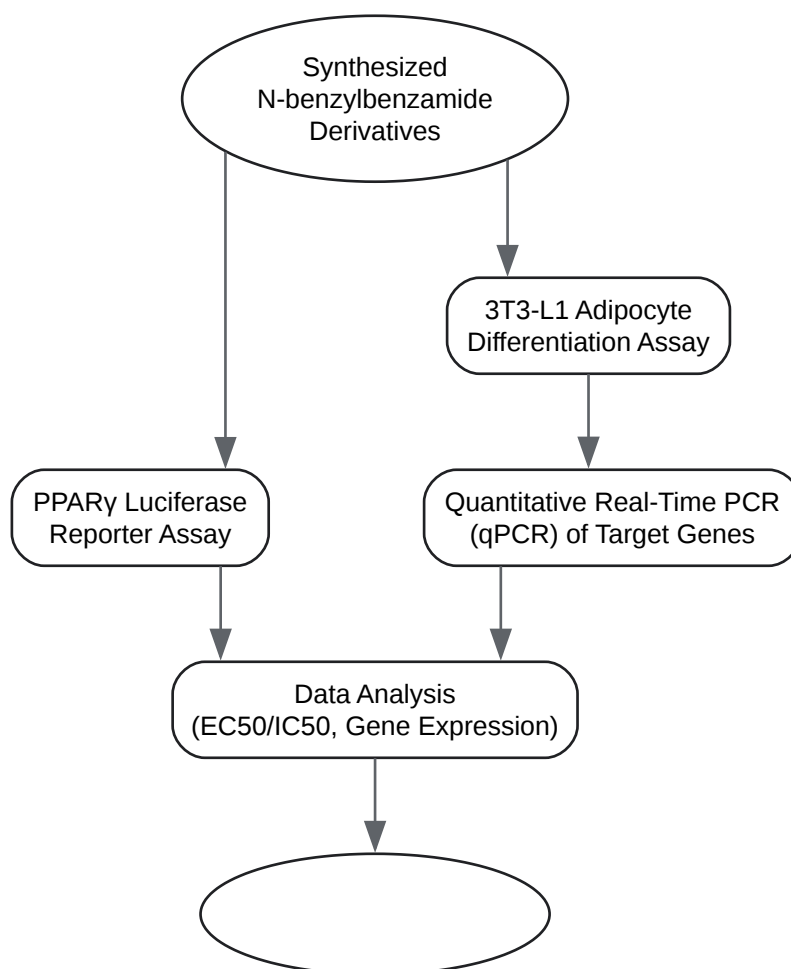 Synthesized
N-benzylbenzamide
Derivatives
3T3-L1 Adipocyte
Differentiation Assay
PPARγ Luciferase
Reporter Assay
Quantitative Real-Time PCR
(qPCR) of Target Genes
Data Analysis
(EC50/IC50, Gene Expression)